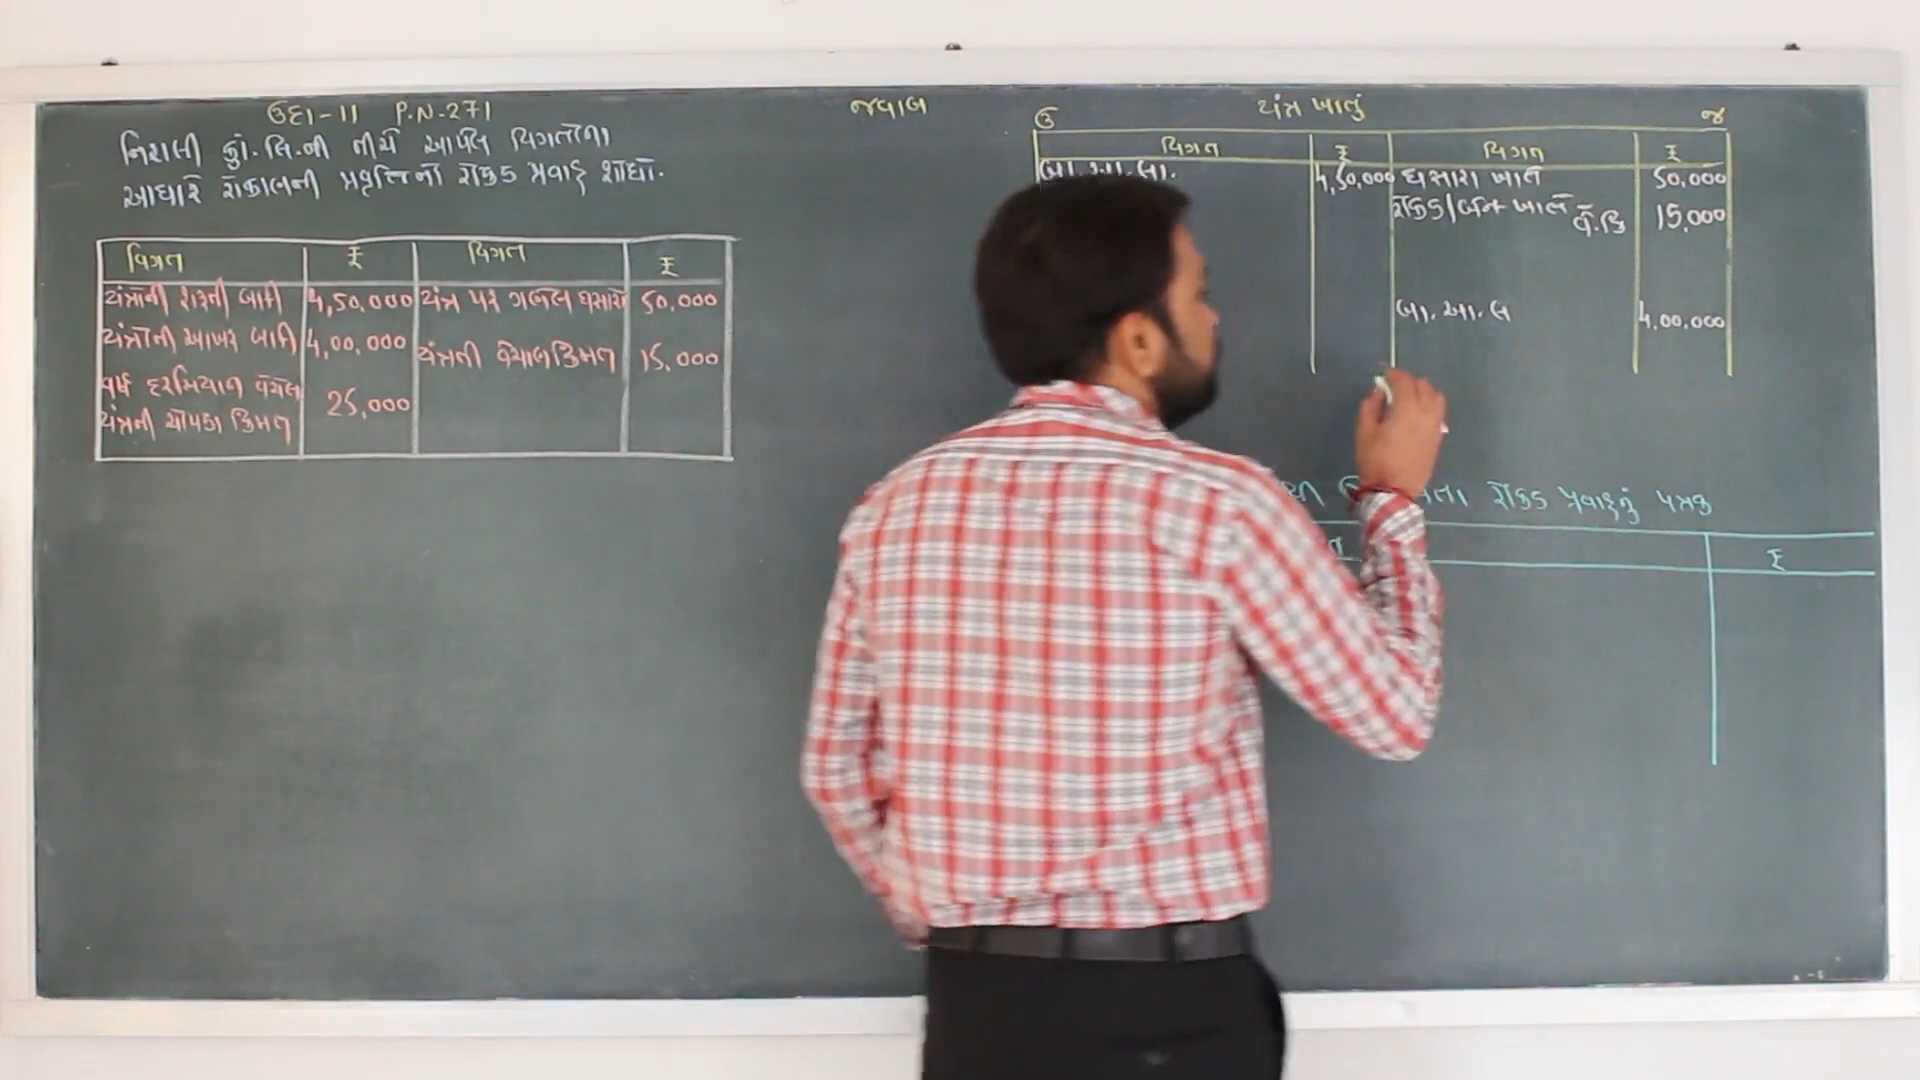 ઉદા-11 P.N-271
નિરાલી કું. લિ.ની નીચે આપેલ વિગતોના
આધારે રોકાણની પ્રવૃત્તિનો રોકડ પ્રવાહ શોધો.
વિગત ₹ વિગત ₹
યંત્રોની શરૂની બાકી 4,50,000 યંત્ર પર ગણેલ ઘસારો 50,000
યંત્રોની આખર બાકી 4,00,000 યંત્રની વેચાણ કિંમત 15,000
વર્ષ દરમિયાન વેચેલ
યંત્રની ચોપડા કિંમત 25,000
જવાબ
યંત્ર ખાતું
ઉ જ
વિગત ₹ વિગત ₹
બા. આ. લા. 4,50,000 ઘસારા ખાતે 50,000
રોકડ/બેન્ક ખાતે વે.કિ 15,000
બા. આ. લ 4,00,000
રોકડ પ્રવાહનું પત્રક
₹